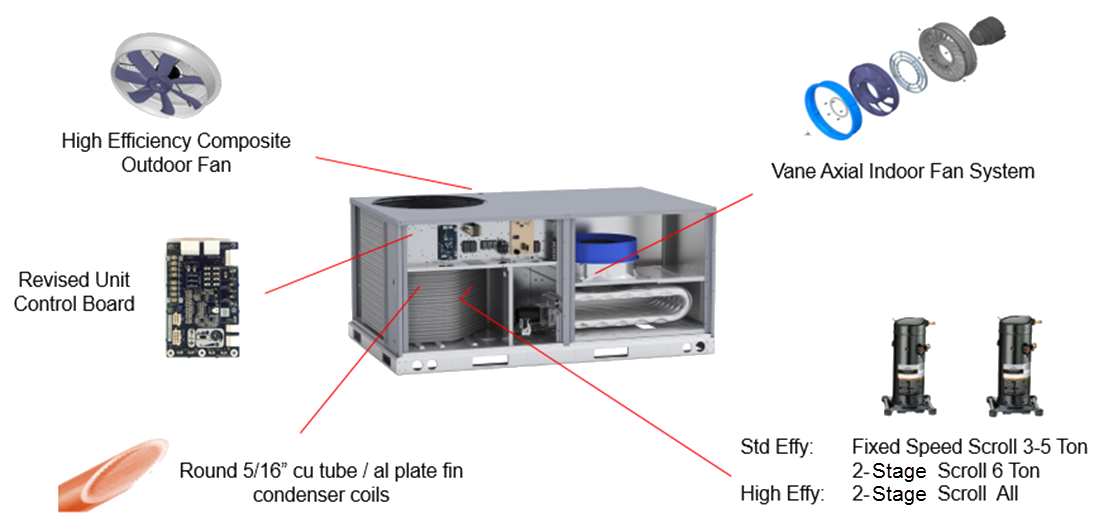 High Efficiency Composite
Outdoor Fan
Vane Axial Indoor Fan System
Revised Unit
Control Board
Round 5/16” cu tube / al plate fin
condenser coils
Std Effy: Fixed Speed Scroll 3-5 Ton
2-Stage Scroll 6 Ton
High Effy: 2-Stage Scroll All